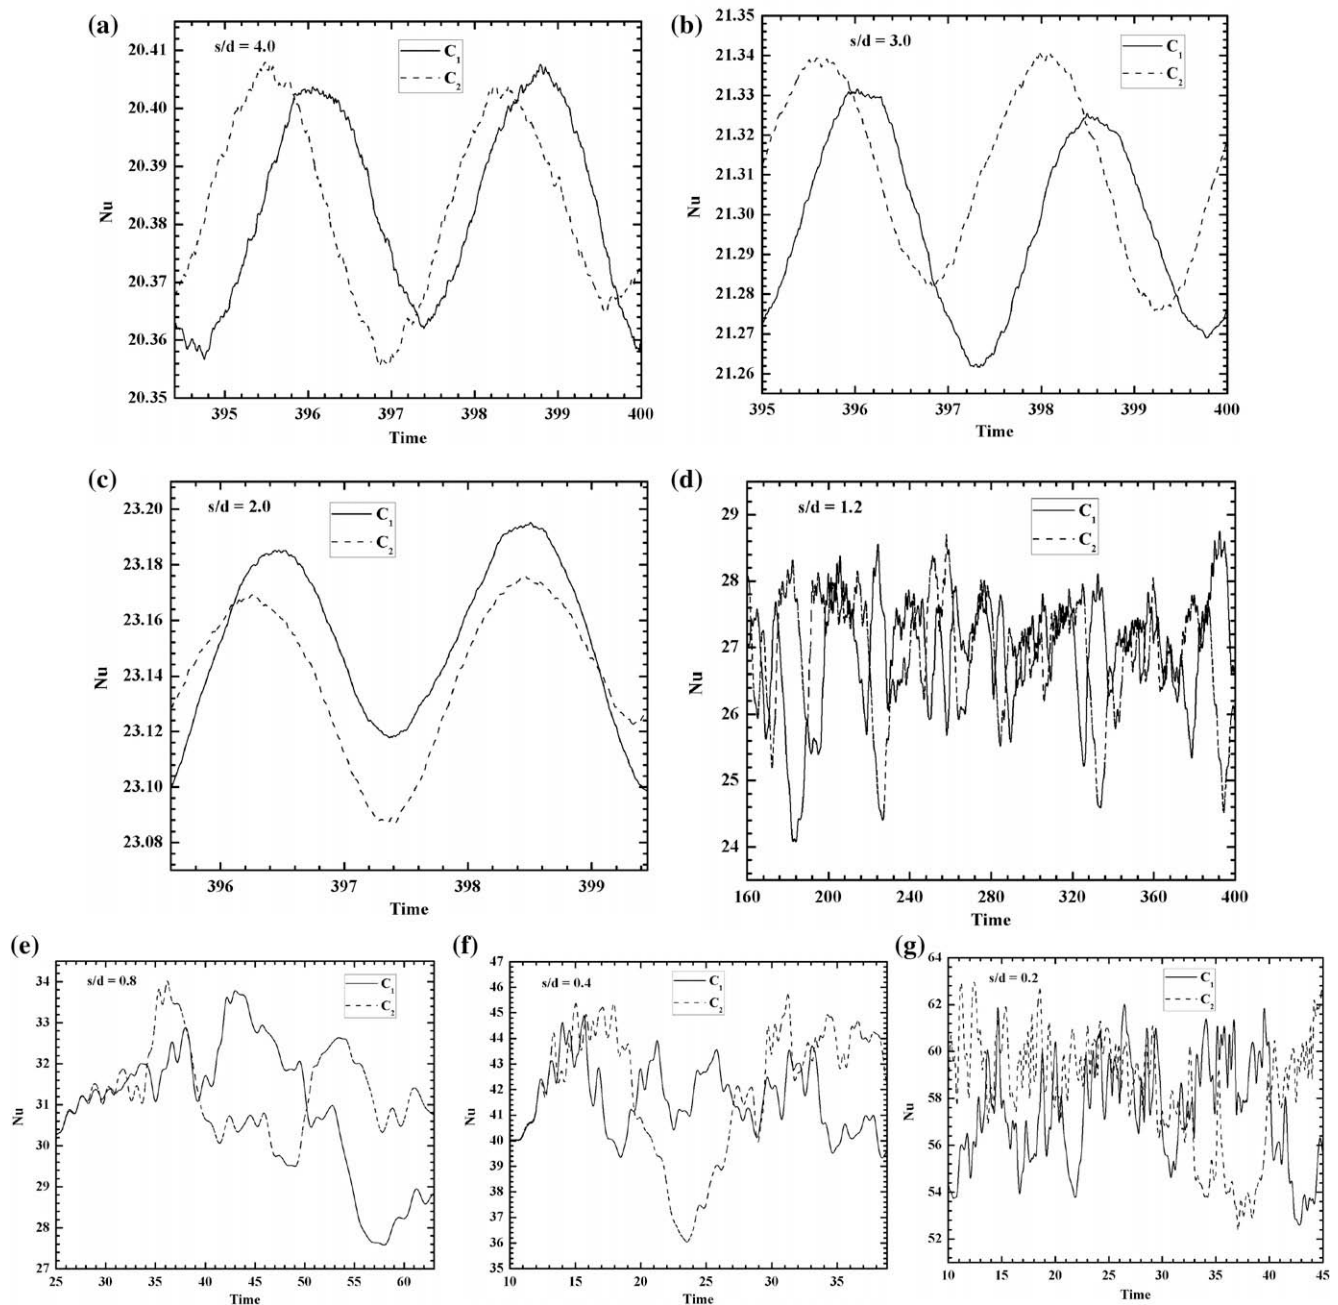 (a)
s/d = 4.0
C1
C2
20.41
20.40
20.39
20.38
20.37
20.36
20.35
Nu
395 396 397 398 399 400
Time
(b)
s/d = 3.0
C1
C2
21.35
21.34
21.33
21.32
21.31
21.30
21.29
21.28
21.27
21.26
Nu
395 396 397 398 399 400
Time
(c)
s/d = 2.0
C1
C2
23.20
23.18
23.16
23.14
23.12
23.10
23.08
Nu
396 397 398 399
Time
(d)
s/d = 1.2
C1
C2
29
28
27
26
25
24
Nu
160 200 240 280 320 360 400
Time
(e)
s/d = 0.8
C1
C2
34
33
32
31
30
29
28
27
Nu
25 30 35 40 45 50 55 60
Time
(f)
s/d = 0.4
C1
C2
47
46
45
44
43
42
41
40
39
38
37
36
35
Nu
10 15 20 25 30 35
Time
(g)
s/d = 0.2
C1
C2
64
62
60
58
56
54
52
Nu
10 15 20 25 30 35 40 45
Time